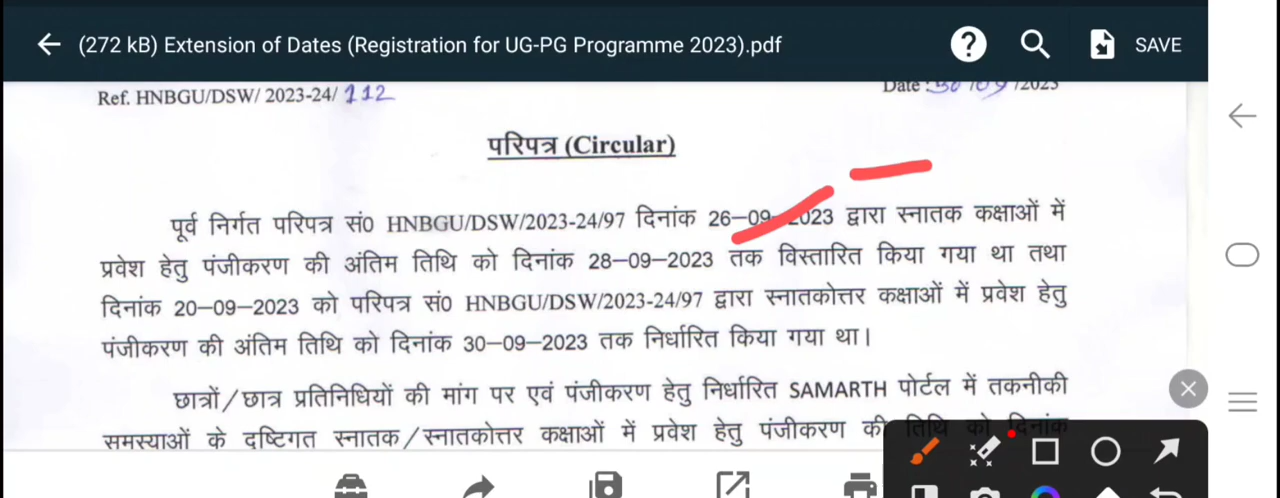 (272 kB) Extension of Dates (Registration for UG-PG Programme 2023).pdf
SAVE
Ref. HNBGU/DSW/ 2023-24/ 112
Date : 30/09/2023
परिपत्र (Circular)
पूर्व निर्गत परिपत्र सं0 HNBGU/DSW/2023-24/97 दिनांक 26–09–2023 द्वारा स्नातक कक्षाओं में
प्रवेश हेतु पंजीकरण की अंतिम तिथि को दिनांक 28–09–2023 तक विस्तारित किया गया था तथा
दिनांक 20–09–2023 को परिपत्र सं0 HNBGU/DSW/2023-24/97 द्वारा स्नातकोत्तर कक्षाओं में प्रवेश हेतु
पंजीकरण की अंतिम तिथि को दिनांक 30–09–2023 तक निर्धारित किया गया था।
छात्रों/छात्र प्रतिनिधियों की मांग पर एवं पंजीकरण हेतु निर्धारित SAMARTH पोर्टल में तकनीकी
समस्याओं के दृष्टिगत स्नातक/स्नातकोत्तर कक्षाओं में प्रवेश हेतु पंजीकरण की तिथि को दिनांक